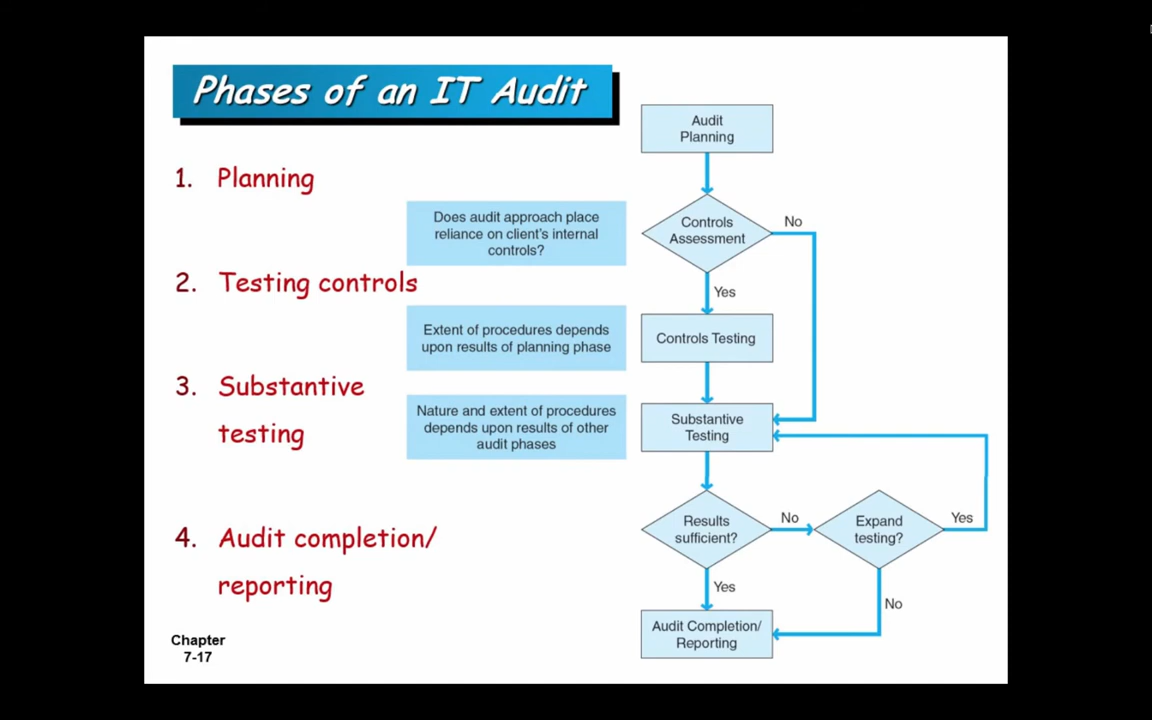 Phases of an IT Audit
1. Planning
Does audit approach place
reliance on client's internal
controls?
2. Testing controls
Extent of procedures depends
upon results of planning phase
3. Substantive
testing
Nature and extent of procedures
depends upon results of other
audit phases
4. Audit completion/
reporting
Chapter
7-17
Audit
Planning
Controls
Assessment
No
Yes
Controls Testing
Substantive
Testing
Results
sufficient?
No
Expand
testing?
Yes
Yes
No
Audit Completion/
Reporting